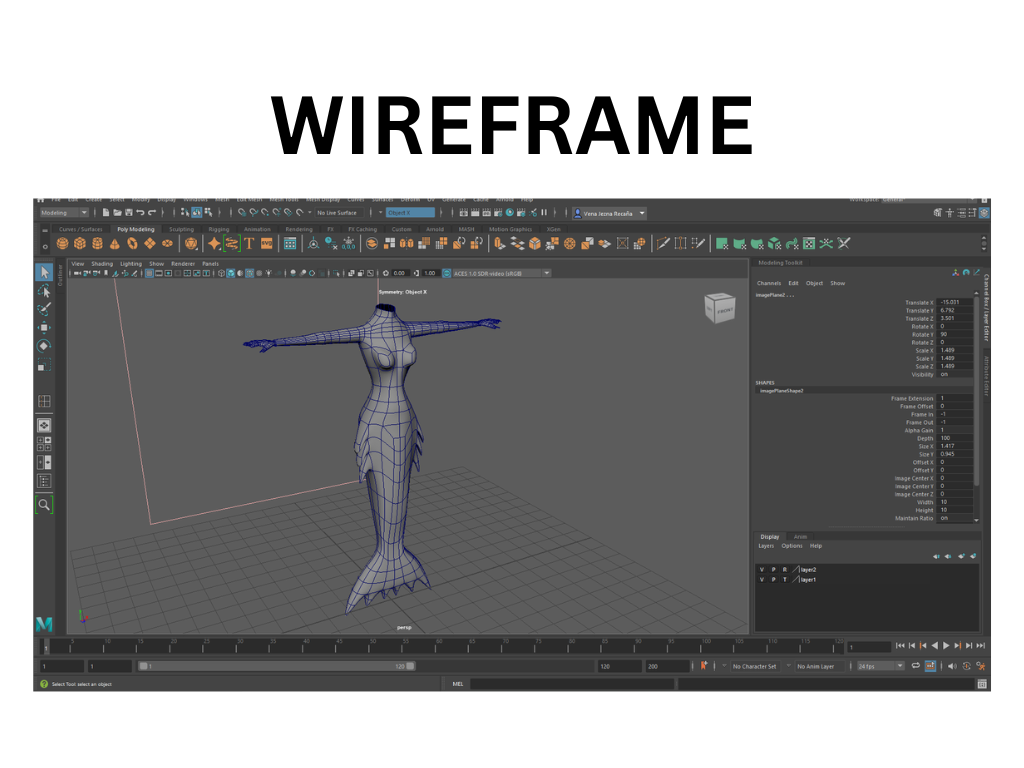 WIREFRAME
File Edit Create Select Modify Display Windows Mesh Edit Mesh Mesh Tools Mesh Display Curves Surfaces Deform UV Generate Cache Arnold Help
Workspace: General*
Modeling
No Live Surface
Object X
Vena Jezna Recaña
Curves / Surfaces Poly Modeling Sculpting Rigging Animation Rendering FX FX Caching Custom Arnold MASH Motion Graphics XGen
View Shading Lighting Show Renderer Panels
0.00 1.00 ACES 1.0 SDR-video (sRGB)
Outliner
Symmetry: Object X
FRONT
persp
Modeling Toolkit
Channels Edit Object Show
imagePlane2 . . .
Translate X -15.031
Translate Y 6.792
Translate Z 3.501
Rotate X 0
Rotate Y 90
Rotate Z 0
Scale X 1.489
Scale Y 1.489
Scale Z 1.489
Visibility on
SHAPES
imagePlaneShape2
Frame Extension 1
Frame Offset 0
Frame In -1
Frame Out -1
Alpha Gain 1
Depth 100
Size X 1.417
Size Y 0.945
Offset X 0
Offset Y 0
Image Center X 0
Image Center Y 0
Image Center Z 0
Width 10
Height 10
Maintain Ratio on
Channel Box / Layer Editor
Attribute Editor
Display Anim
Layers Options Help
V P R layer2
V P T layer1
1 5 10 15 20 25 30 35 40 45 50 55 60 65 70 75 80 85 90 95 100 105 110 115 120
1
1 1 1 120 120 200 No Character Set No Anim Layer 24 fps
Select Tool: select an object
MEL